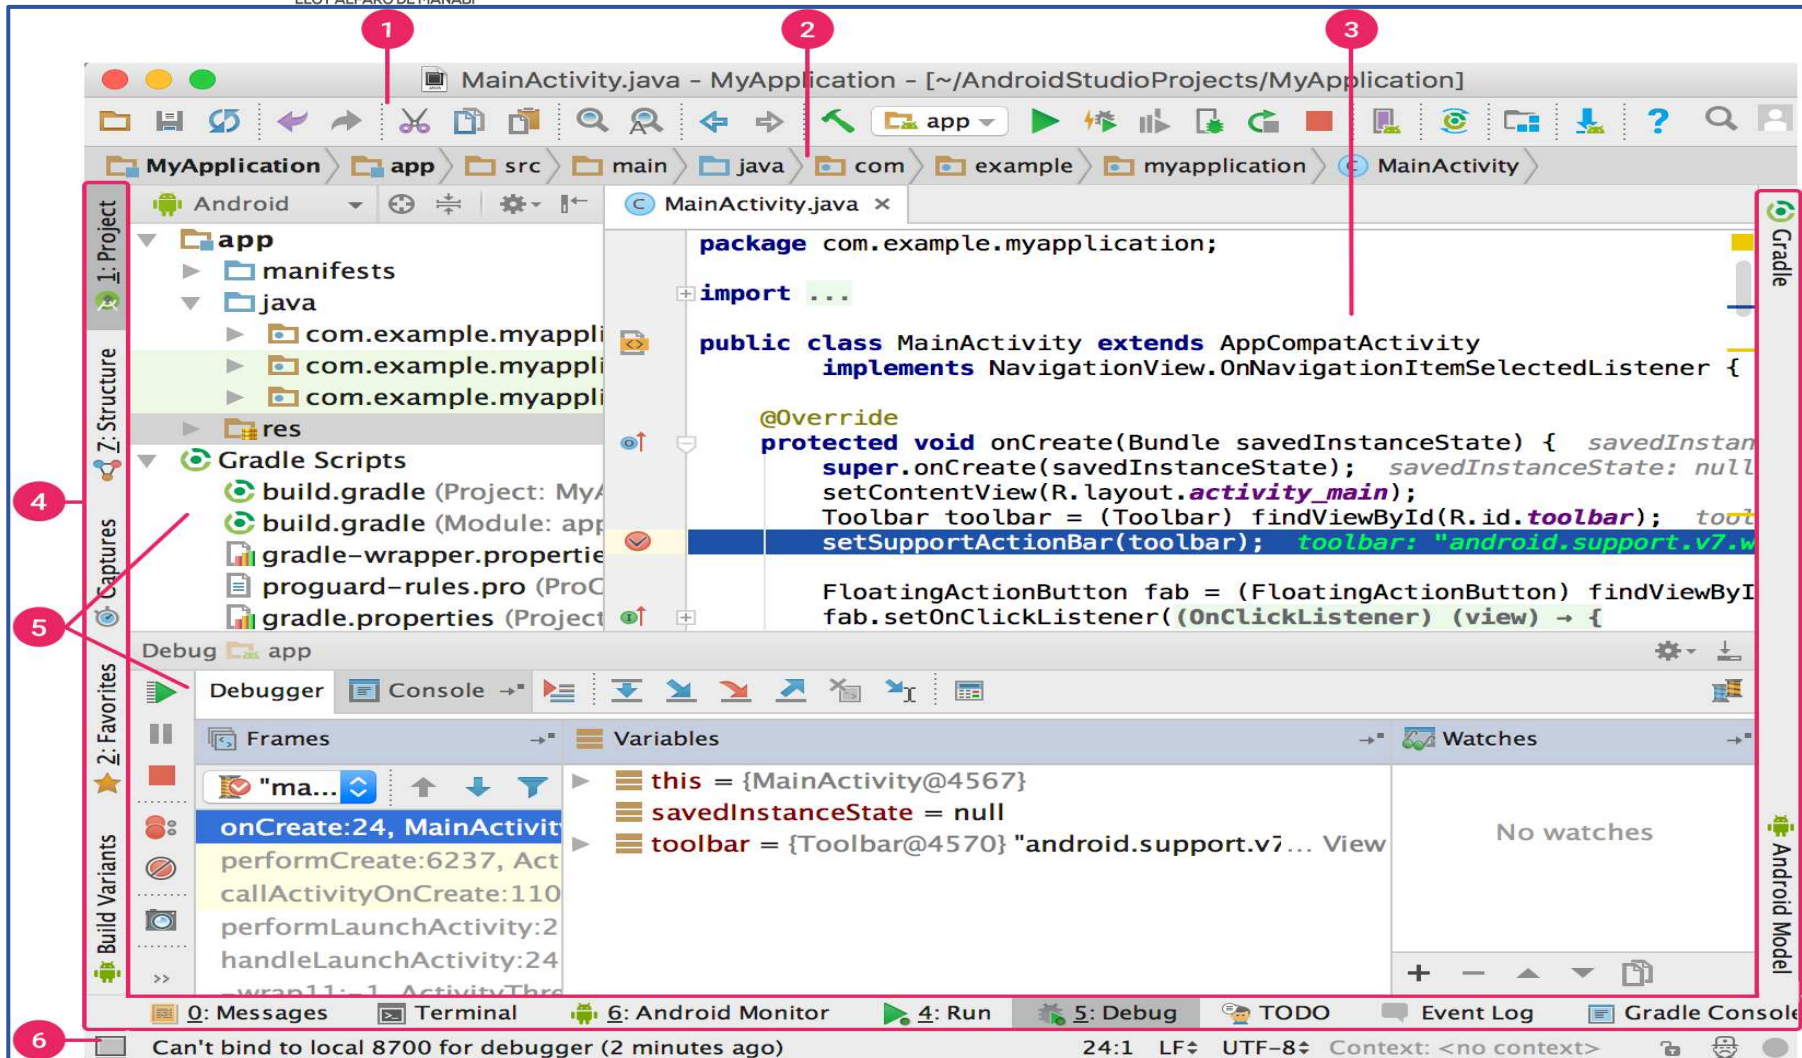 ELOY ALFARO DE MANABÍ
1
2
3
MainActivity.java - MyApplication - [~/AndroidStudioProjects/MyApplication]
app
MyApplication app src main java com example myapplication MainActivity
1: Project
7: Structure
Captures
2: Favorites
Build Variants
4
5
6
Android
app
manifests
java
com.example.myappli
com.example.myappli
com.example.myappli
res
Gradle Scripts
build.gradle (Project: My
build.gradle (Module: app
gradle-wrapper.propertie
proguard-rules.pro (Pro
gradle.properties (Project
MainActivity.java ×
package com.example.myapplication;
import ...
public class MainActivity extends AppCompatActivity
implements NavigationView.OnNavigationItemSelectedListener {
@Override
protected void onCreate(Bundle savedInstanceState) { savedInstan
super.onCreate(savedInstanceState); savedInstanceState: null
setContentView(R.layout.activity_main);
Toolbar toolbar = (Toolbar) findViewById(R.id.toolbar); tool
setSupportActionBar(toolbar); toolbar: "android.support.v7.w
FloatingActionButton fab = (FloatingActionButton) findViewByI
fab.setOnClickListener((OnClickListener) (view) → {
Gradle
Android Model
Debug app
Debugger Console
Frames
Variables
Watches
"ma...
onCreate:24, MainActivit
performCreate:6237, Act
callActivityOnCreate:110
performLaunchActivity:2
handleLaunchActivity:24
-wrap11:-1, ActivityThre
this = {MainActivity@4567}
savedInstanceState = null
toolbar = {Toolbar@4570} "android.support.v7... View
No watches
0: Messages Terminal 6: Android Monitor 4: Run 5: Debug TODO Event Log Gradle Console
Can't bind to local 8700 for debugger (2 minutes ago) 24:1 LF UTF-8 Context: <no context>